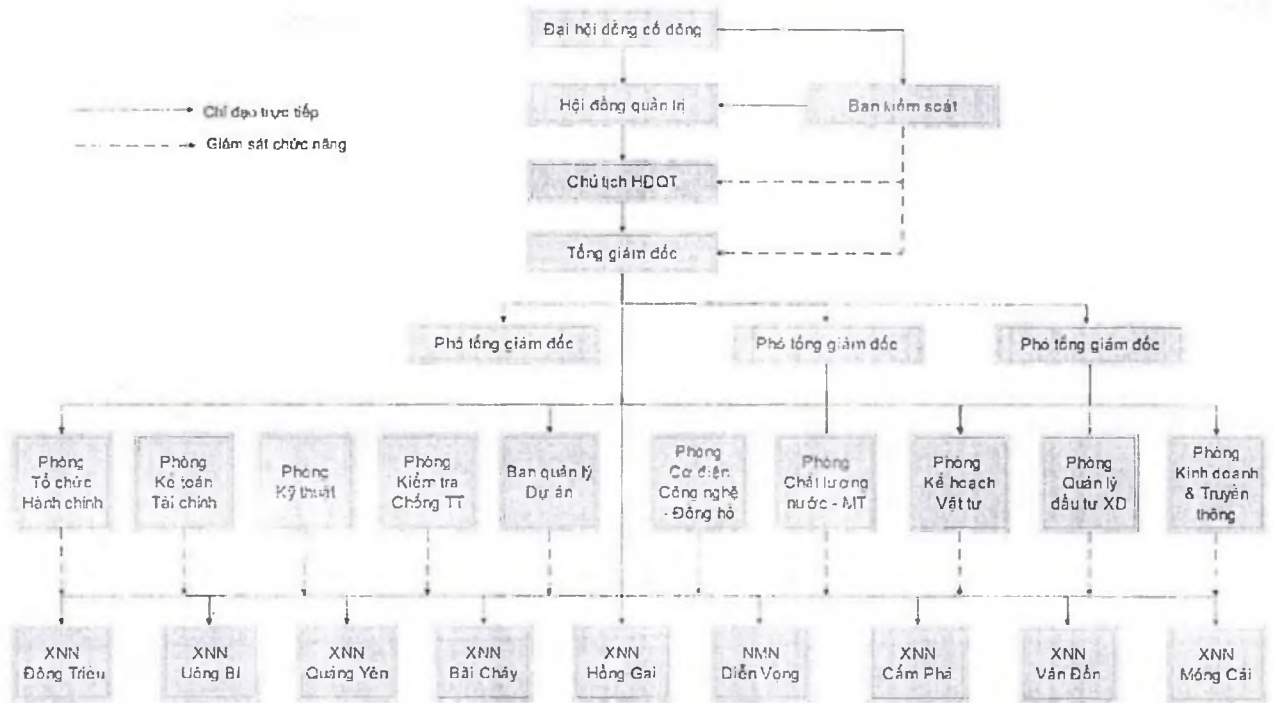 Đại hội đồng cổ đông
Chỉ đạo trực tiếp
Giám sát chức năng
Hội đồng quản trị
Ban kiểm soát
Chủ tịch HĐQT
Tổng giám đốc
Phó tổng giám đốc
Phó tổng giám đốc
Phó tổng giám đốc
Phòng
Tổ chức
Hành chính
Phòng
Kế toán
Tài chính
Phòng
Kỹ thuật
Phòng
Kiểm tra
Chống TT
Ban quản lý
Dự án
Phòng
Cơ điện
Công nghệ
- Đồng hồ
Phòng
Chất lượng
nước - MT
Phòng
Kế hoạch
Vật tư
Phòng
Quản lý
đầu tư XD
Phòng
Kinh doanh
& Truyền
thông
XNN
Đông Triều
XNN
Uông Bí
XNN
Quảng Yên
XNN
Bãi Cháy
XNN
Hồng Gai
NMN
Diễn Vọng
XNN
Cẩm Phả
XNN
Vân Đồn
XNN
Móng Cái